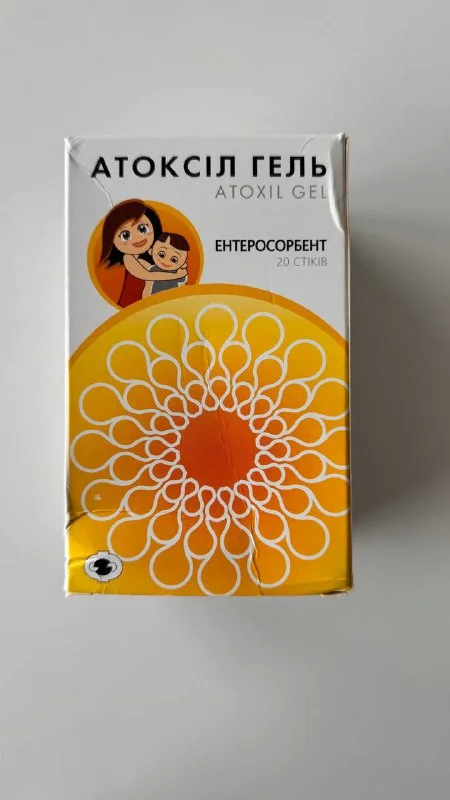 АТОКСІЛ ГЕЛЬ
ATOXIL GEL
ЕНТЕРОСОРБЕНТ
20 СТІКІВ